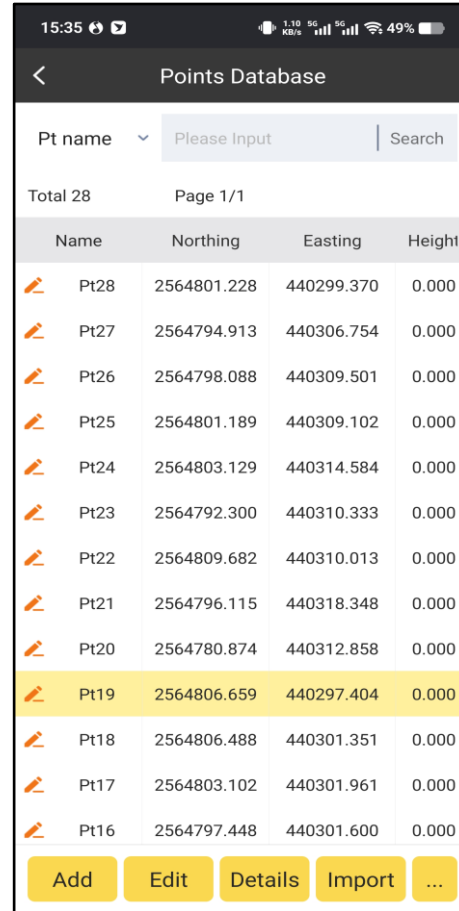 15:35 1.10 KB/s 5G 5G 49%
Points Database
Pt name Please Input Search
Total 28 Page 1/1
Name Northing Easting Height
Pt28 2564801.228 440299.370 0.000
Pt27 2564794.913 440306.754 0.000
Pt26 2564798.088 440309.501 0.000
Pt25 2564801.189 440309.102 0.000
Pt24 2564803.129 440314.584 0.000
Pt23 2564792.300 440310.333 0.000
Pt22 2564809.682 440310.013 0.000
Pt21 2564796.115 440318.348 0.000
Pt20 2564780.874 440312.858 0.000
Pt19 2564806.659 440297.404 0.000
Pt18 2564806.488 440301.351 0.000
Pt17 2564803.102 440301.961 0.000
Pt16 2564797.448 440301.600 0.000
Add Edit Details Import ...